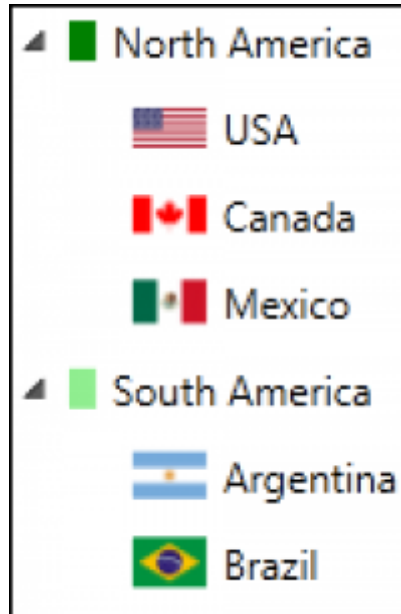 North America
USA
Canada
Mexico
South America
Argentina
Brazil